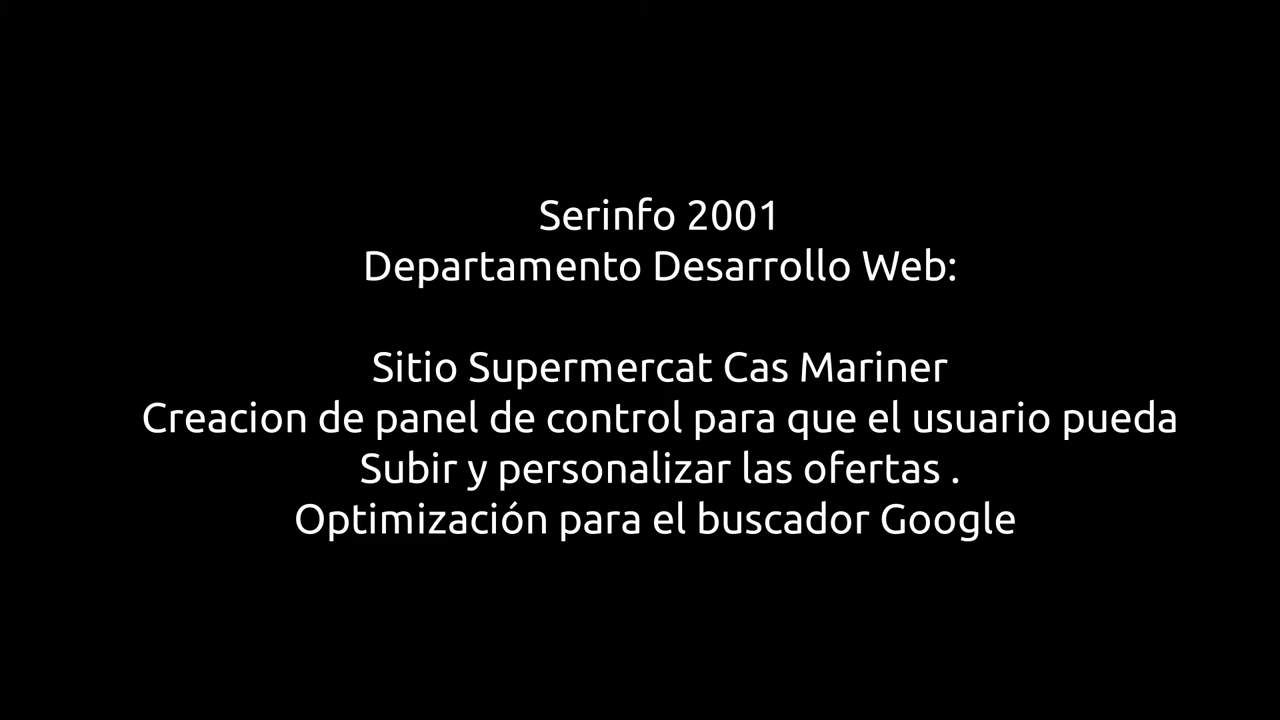 Serinfo 2001
Departamento Desarrollo Web:
Sitio Supermercat Cas Mariner
Creacion de panel de control para que el usuario pueda
Subir y personalizar las ofertas .
Optimización para el buscador Google